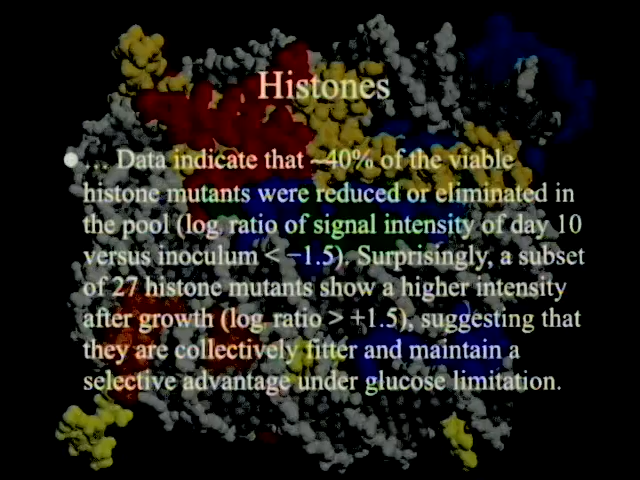 Histones
● … Data indicate that ~40% of the viable
histone mutants were reduced or eliminated in
the pool (log ratio of signal intensity of day 10
versus inoculum < −1.5). Surprisingly, a subset
of 27 histone mutants show a higher intensity
after growth (log ratio > +1.5), suggesting that
they are collectively fitter and maintain a
selective advantage under glucose limitation.